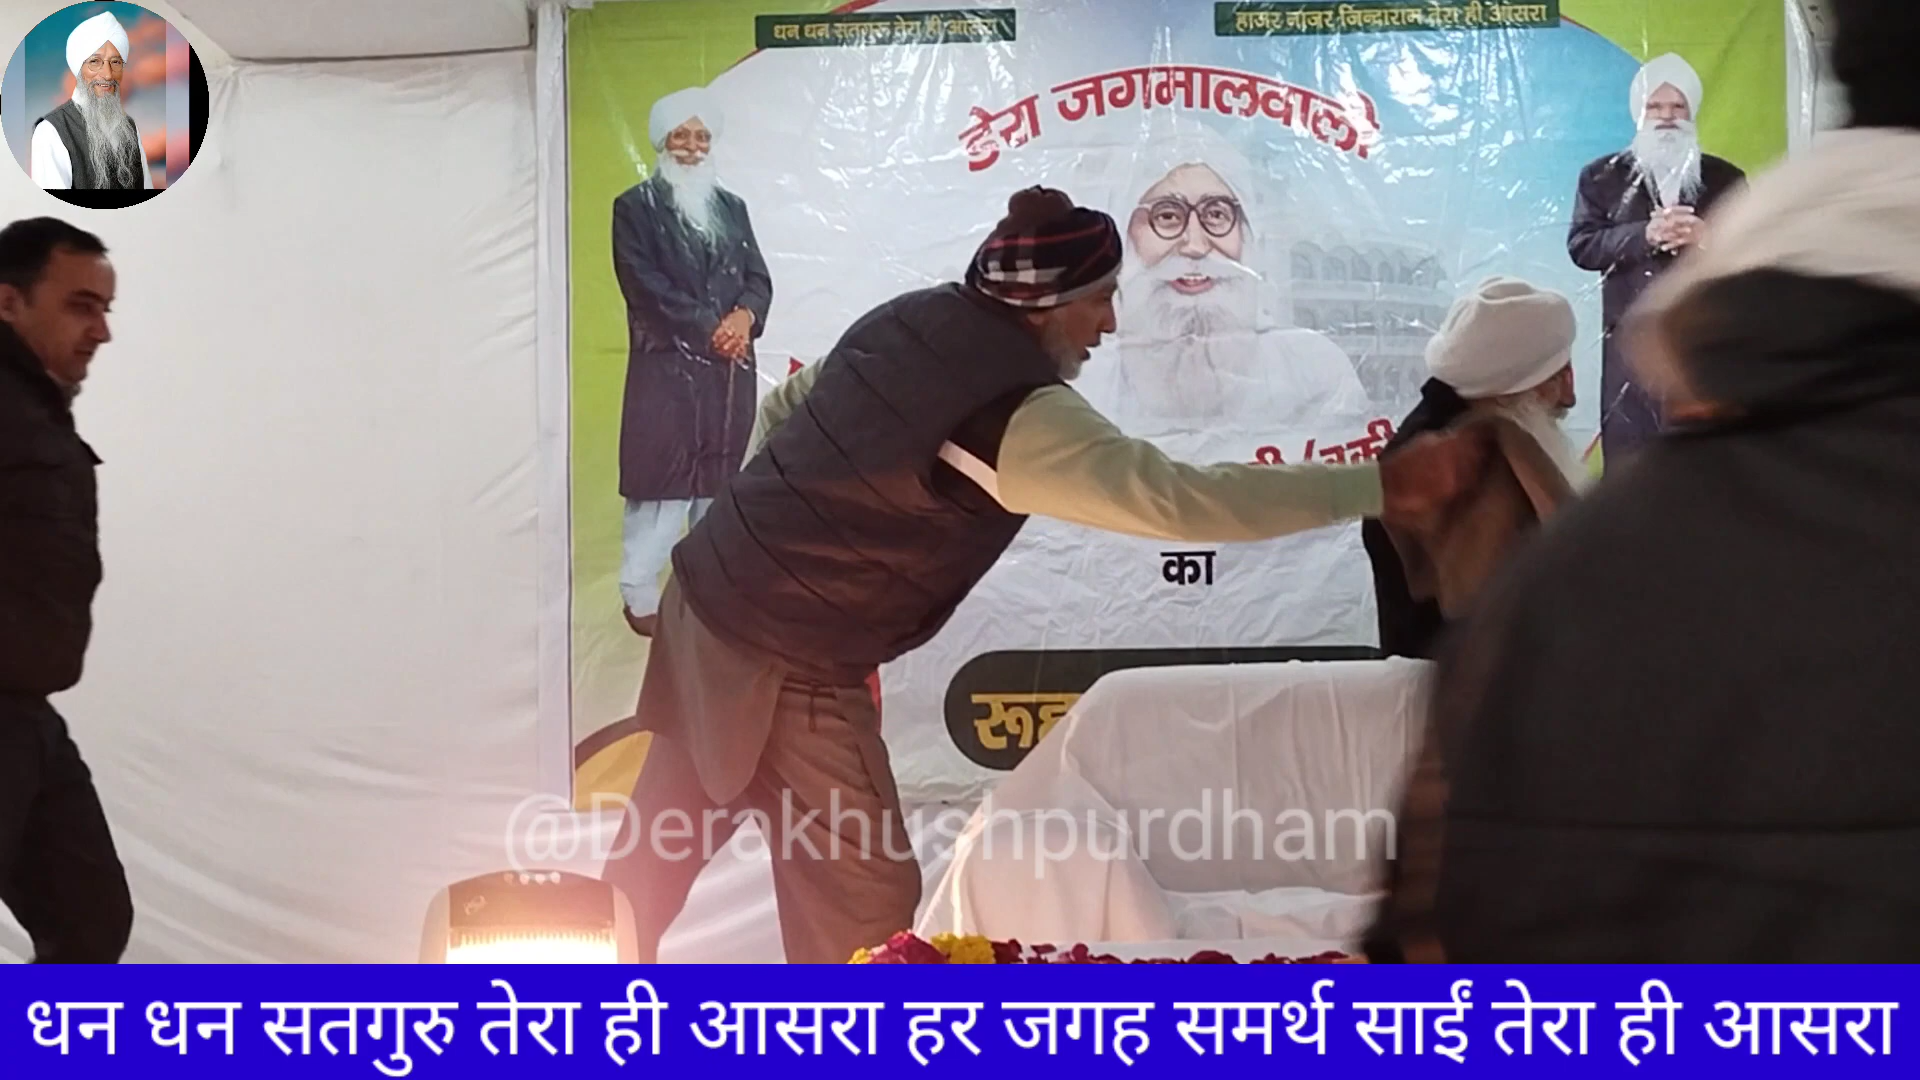 धन धन सतगुरु तेरा ही आसरा
हाजर नाजर जिन्दाराम तेरा ही आसरा
डेरा जगमालवाली
का
@Derakhushpurdham
धन धन सतगुरु तेरा ही आसरा हर जगह समर्थ साईं तेरा ही आसरा